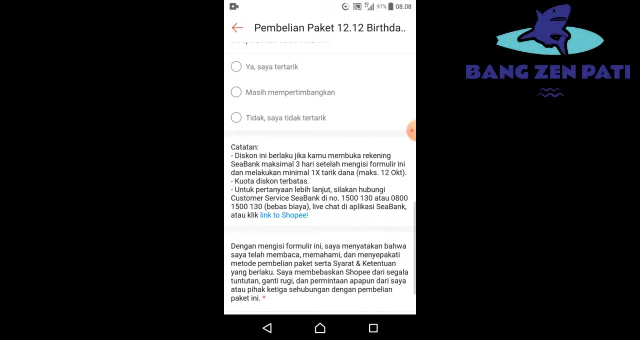 97% 08.08
Pembelian Paket 12.12 Birthda..
Ya, saya tertarik
Masih mempertimbangkan
Tidak, saya tidak tertarik
Catatan:
- Diskon ini berlaku jika kamu membuka rekening
SeaBank maksimal 3 hari setelah mengisi formulir ini
dan melakukan minimal 1X tarik dana (maks. 12 Okt).
- Kuota diskon terbatas.
- Untuk pertanyaan lebih lanjut, silakan hubungi
Customer Service SeaBank di no. 1500 130 atau 0800
1500 130 (bebas biaya), live chat di aplikasi SeaBank,
atau klik link to Shopee!
Dengan mengisi formulir ini, saya menyatakan bahwa
saya telah membaca, memahami, dan menyepakati
metode pembelian paket serta Syarat & Ketentuan
yang berlaku. Saya membebaskan Shopee dari segala
tuntutan, ganti rugi, dan permintaan apapun dari saya
atau pihak ketiga sehubungan dengan pembelian
paket ini. *
BANG ZEN PATI